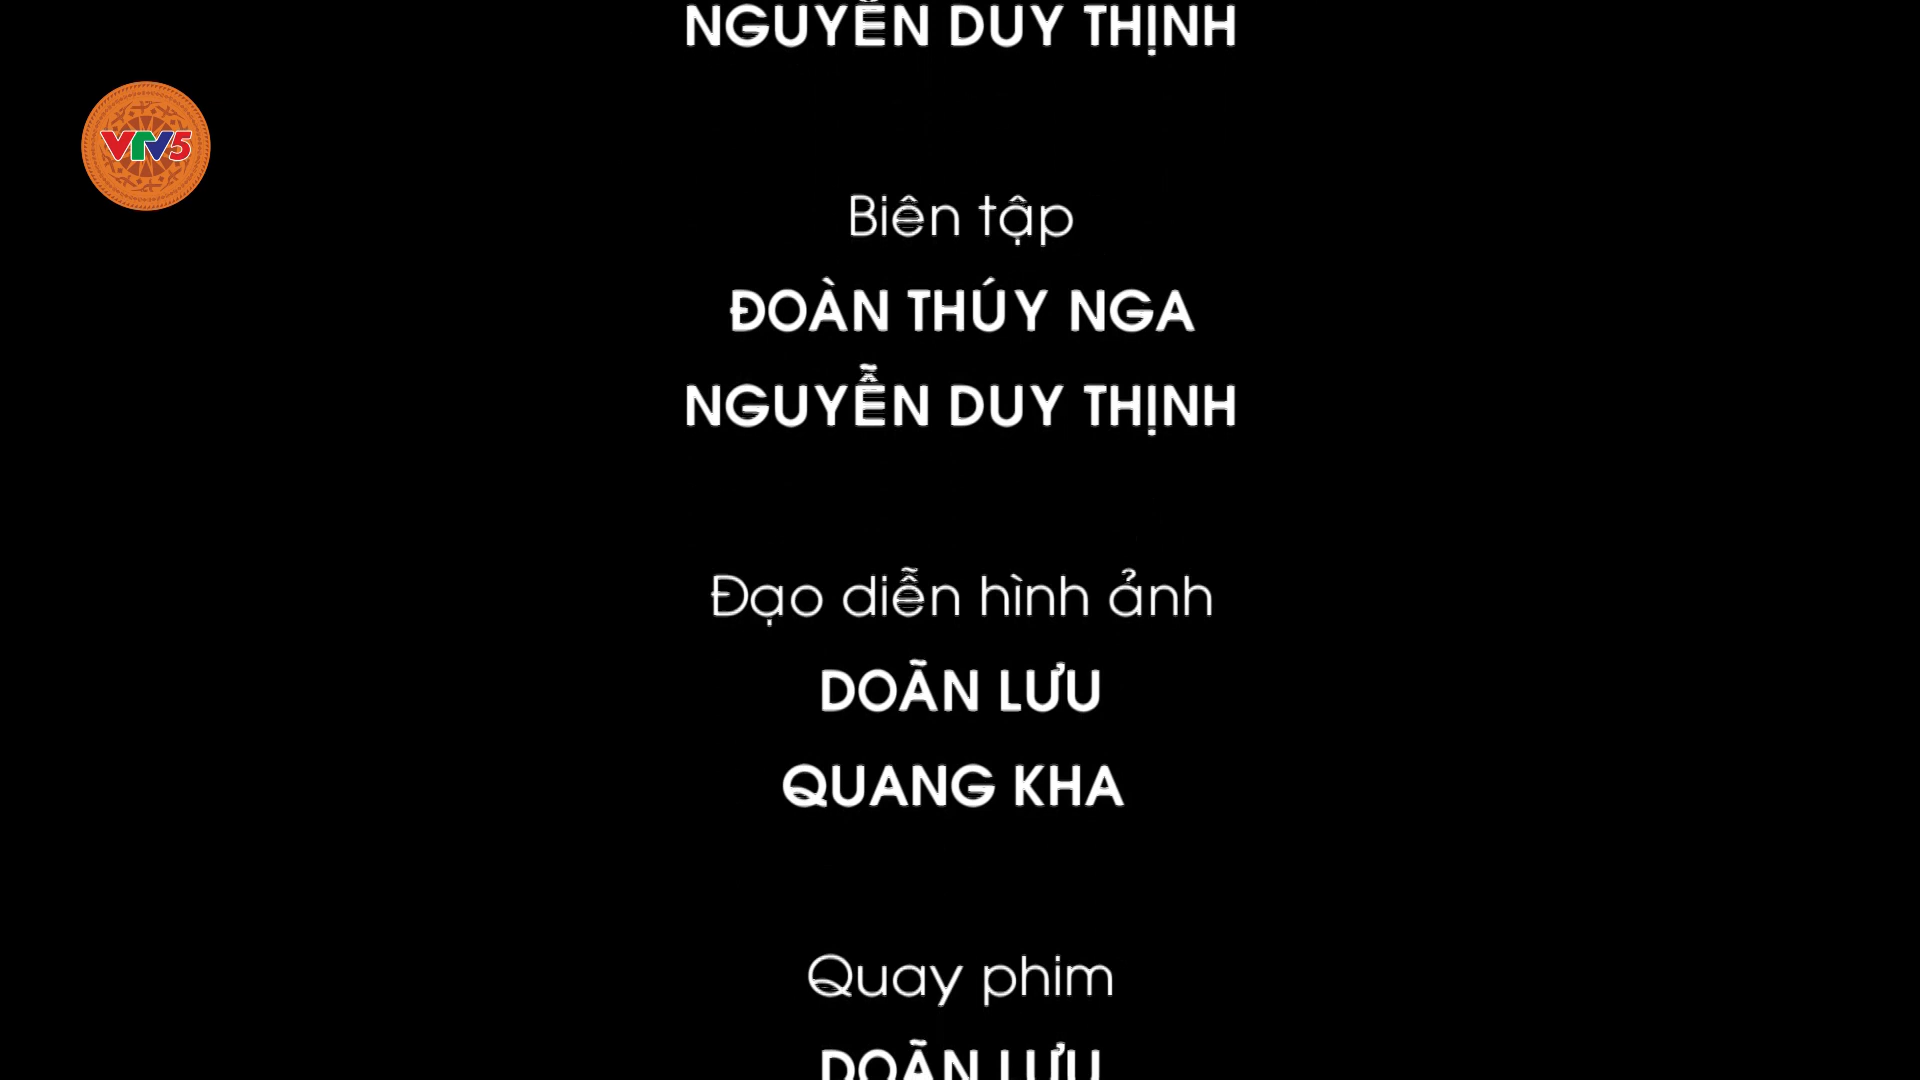 NGUYỄN DUY THỊNH
VTV5
Biên tập
ĐOÀN THÚY NGA
NGUYỄN DUY THỊNH
Đạo diễn hình ảnh
DOÃN LƯU
QUANG KHA
Quay phim
DOÃN LƯU